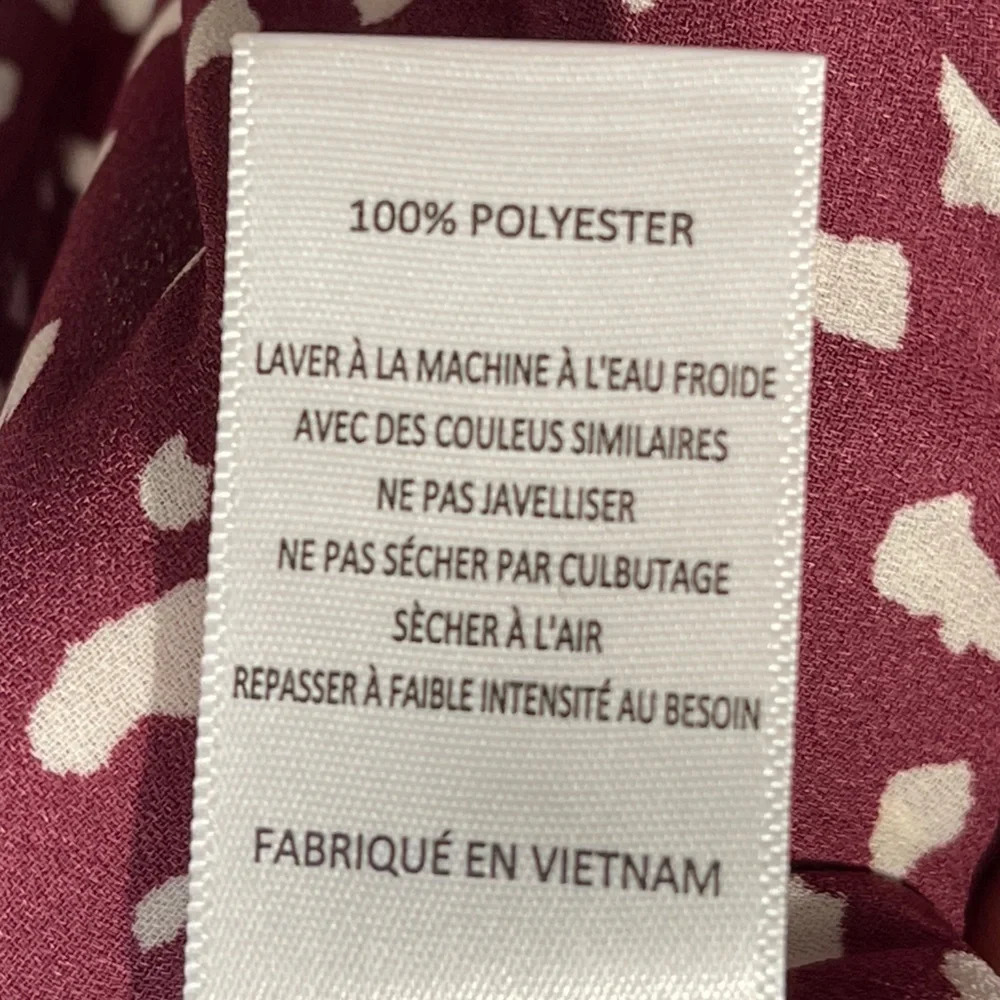 100% POLYESTER
LAVER À LA MACHINE À L'EAU FROIDE
AVEC DES COULEUS SIMILAIRES
NE PAS JAVELLISER
NE PAS SÉCHER PAR CULBUTAGE
SÈCHER À L'AIR
REPASSER À FAIBLE INTENSITÉ AU BESOIN
FABRIQUÉ EN VIETNAM